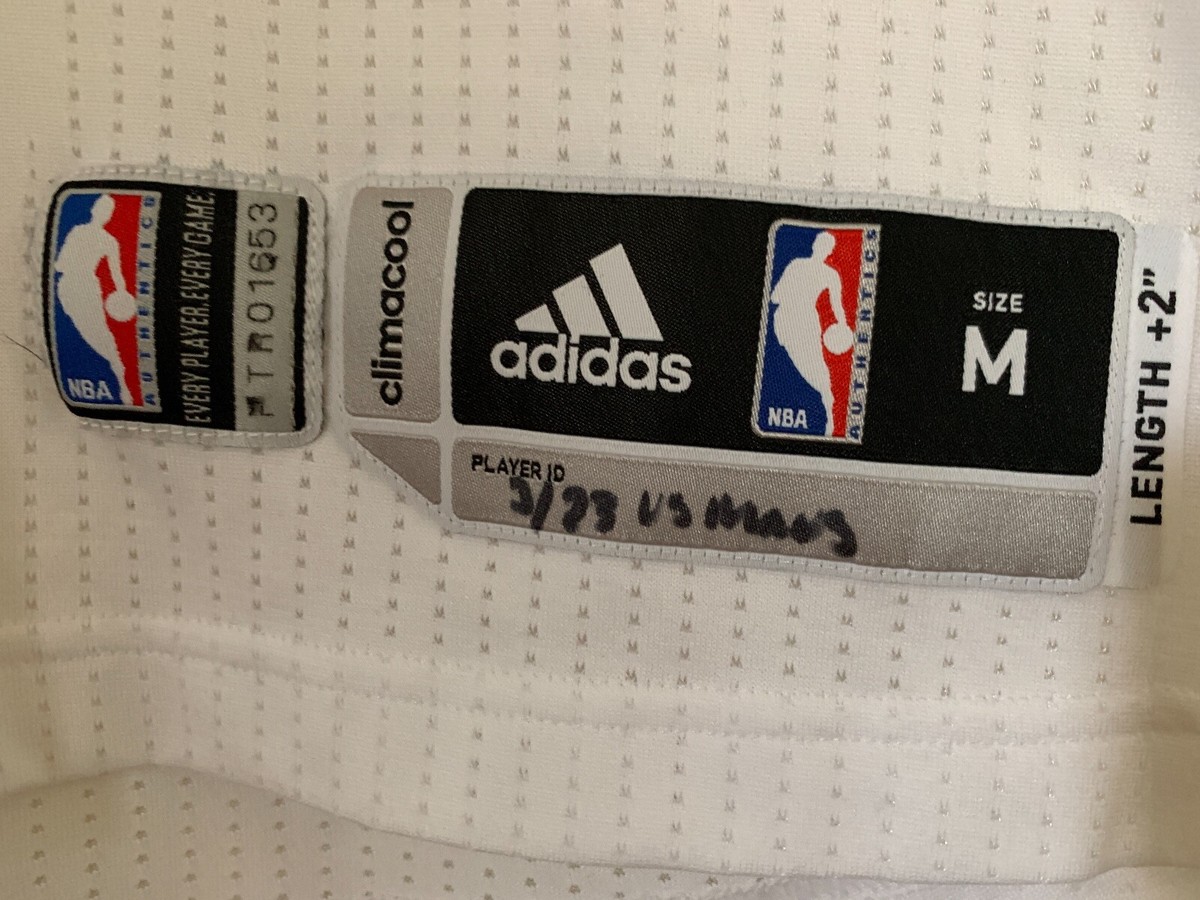 NBA
AUTHENTICS
EVERY PLAYER. EVERY GAME.
TR01653
climacool
adidas
NBA
AUTHENTICS
SIZE
M
LENGTH +2"
PLAYER ID
3/23 VS MAVS